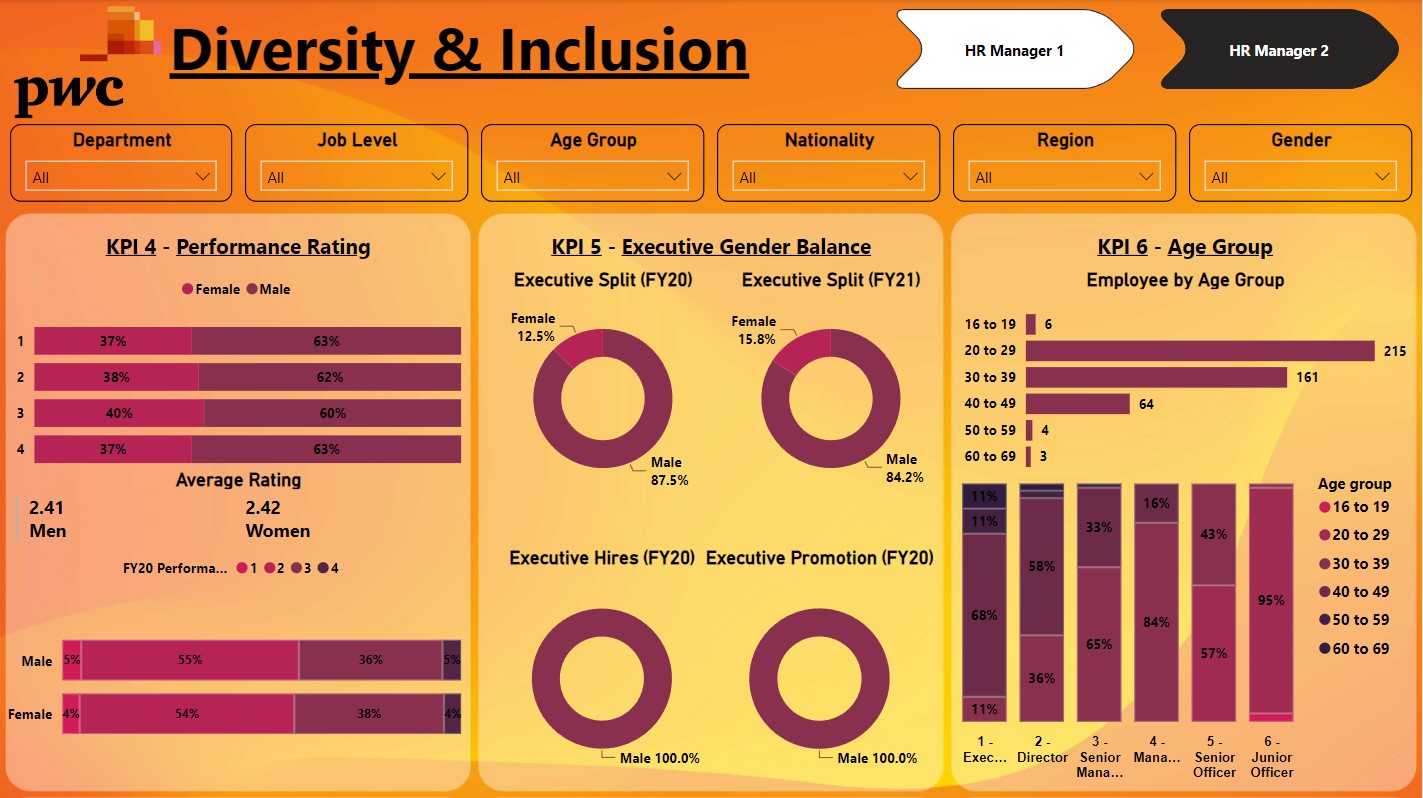 pwc
Diversity & Inclusion
HR Manager 1
HR Manager 2
Department
All
Job Level
All
Age Group
All
Nationality
All
Region
All
Gender
All
KPI 4 - Performance Rating
Female Male
1 37% 63%
2 38% 62%
3 40% 60%
4 37% 63%
Average Rating
2.41
Men
2.42
Women
FY20 Performa... 1 2 3 4
Male 5% 55% 36% 5%
Female 4% 54% 38% 4%
KPI 5 - Executive Gender Balance
Executive Split (FY20)
Female
12.5%
Male
87.5%
Executive Split (FY21)
Female
15.8%
Male
84.2%
Executive Hires (FY20)
Male 100.0%
Executive Promotion (FY20)
Male 100.0%
KPI 6 - Age Group
Employee by Age Group
16 to 19 6
20 to 29 215
30 to 39 161
40 to 49 64
50 to 59 4
60 to 69 3
11%
11%
68%
11%
1 -
Exec...
58%
36%
2 -
Director
33%
65%
3 -
Senior
Mana...
16%
84%
4 -
Mana...
43%
57%
5 -
Senior
Officer
95%
6 -
Junior
Officer
Age group
16 to 19
20 to 29
30 to 39
40 to 49
50 to 59
60 to 69